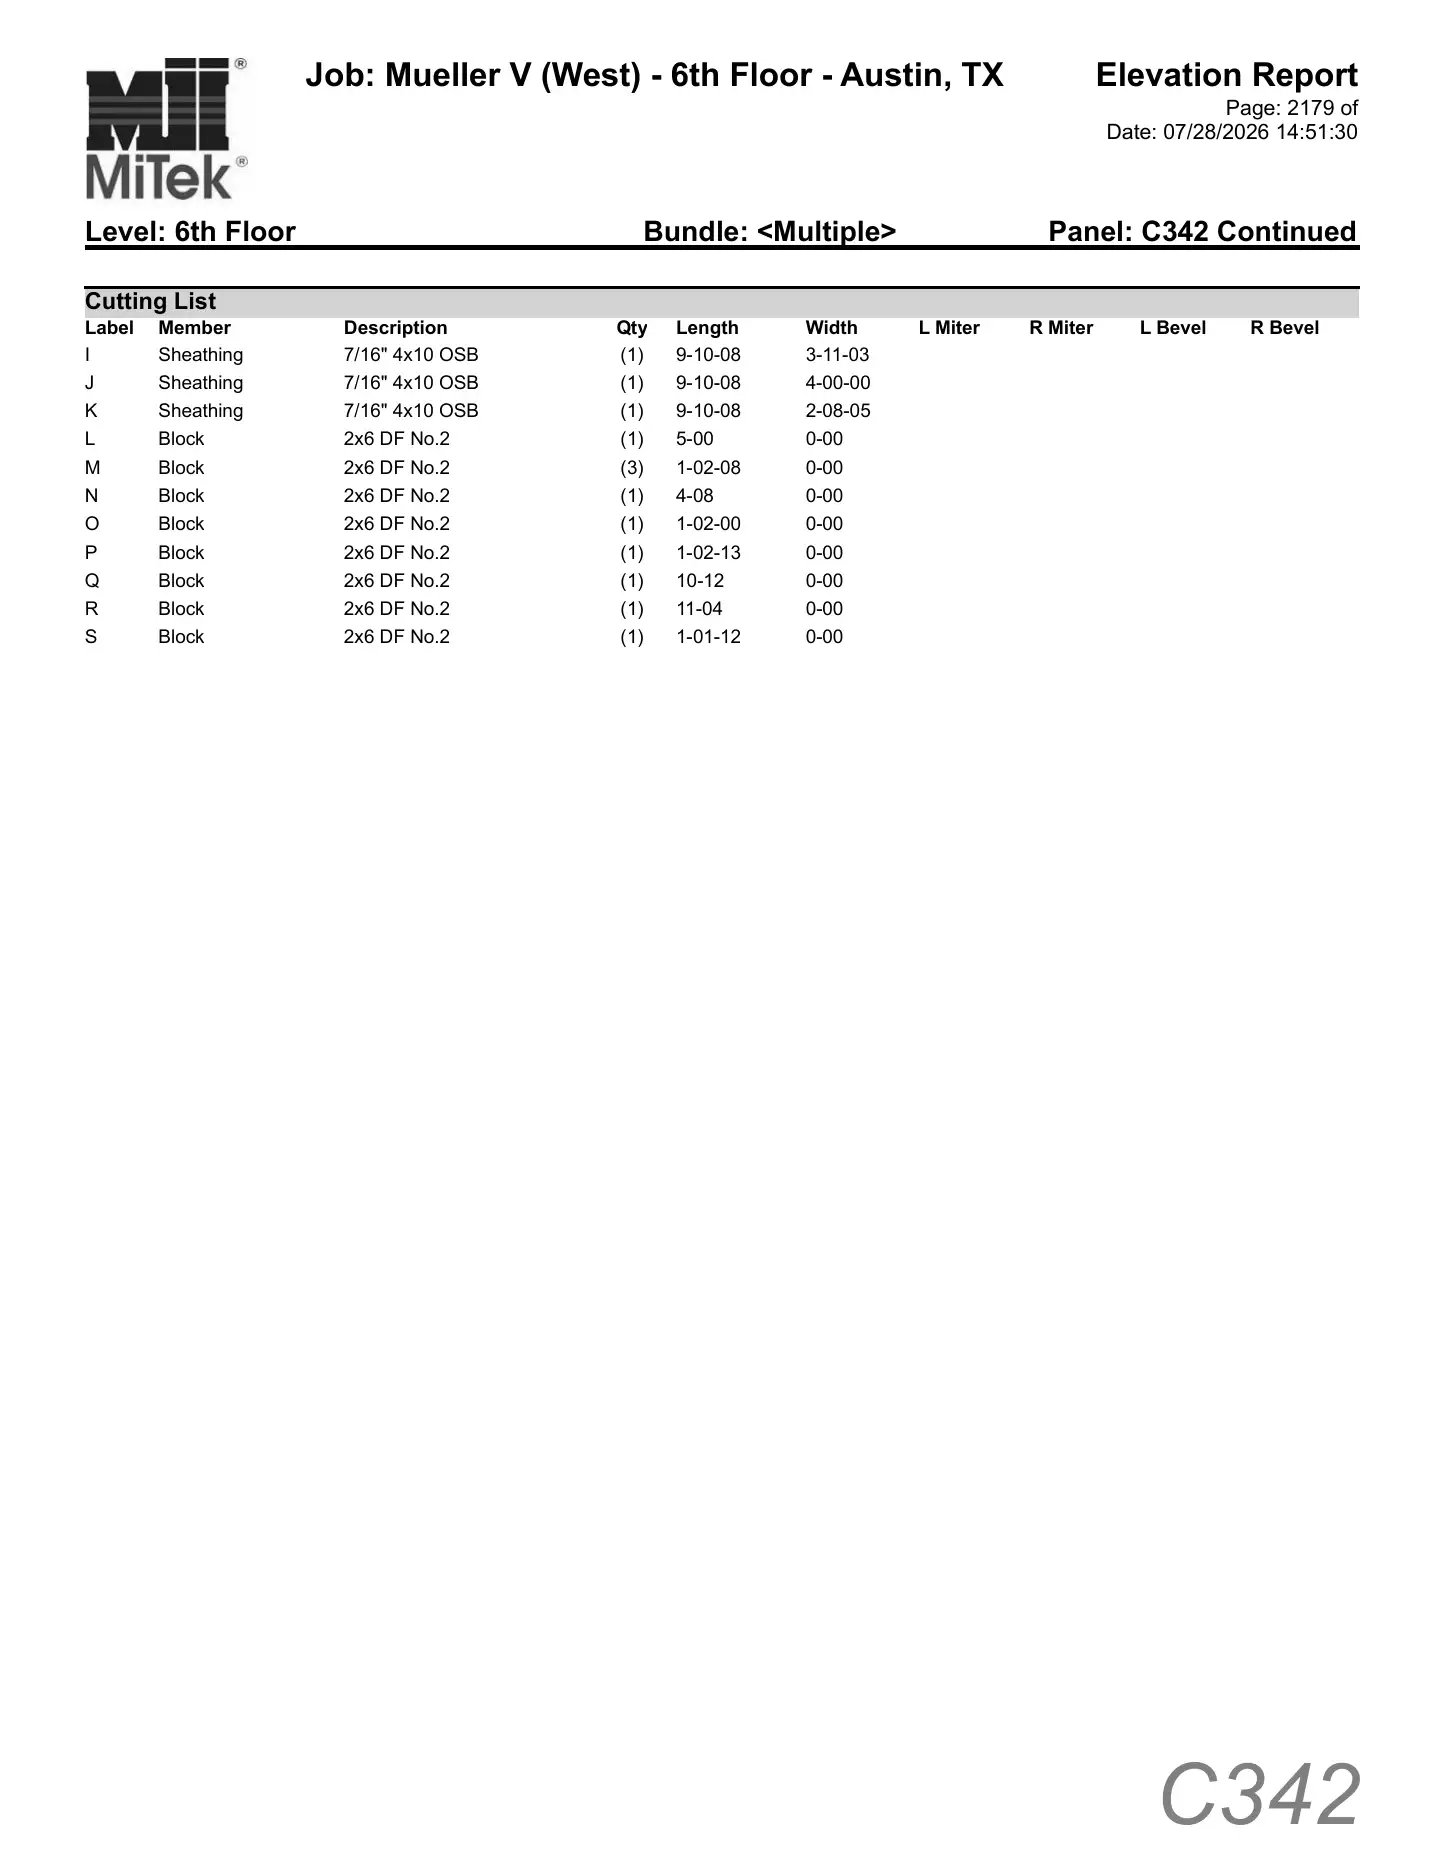 Job: Mueller V (West) - 6th Floor - Austin, TX
Elevation Report
Page: 2179 of
Date: 07/28/2026 14:51:30
MiTek®
Level: 6th Floor Bundle: <Multiple> Panel: C342 Continued
Cutting List
Label Member Description Qty Length Width L Miter R Miter L Bevel R Bevel
I Sheathing 7/16" 4x10 OSB (1) 9-10-08 3-11-03
J Sheathing 7/16" 4x10 OSB (1) 9-10-08 4-00-00
K Sheathing 7/16" 4x10 OSB (1) 9-10-08 2-08-05
L Block 2x6 DF No.2 (1) 5-00 0-00
M Block 2x6 DF No.2 (3) 1-02-08 0-00
N Block 2x6 DF No.2 (1) 4-08 0-00
O Block 2x6 DF No.2 (1) 1-02-00 0-00
P Block 2x6 DF No.2 (1) 1-02-13 0-00
Q Block 2x6 DF No.2 (1) 10-12 0-00
R Block 2x6 DF No.2 (1) 11-04 0-00
S Block 2x6 DF No.2 (1) 1-01-12 0-00
C342